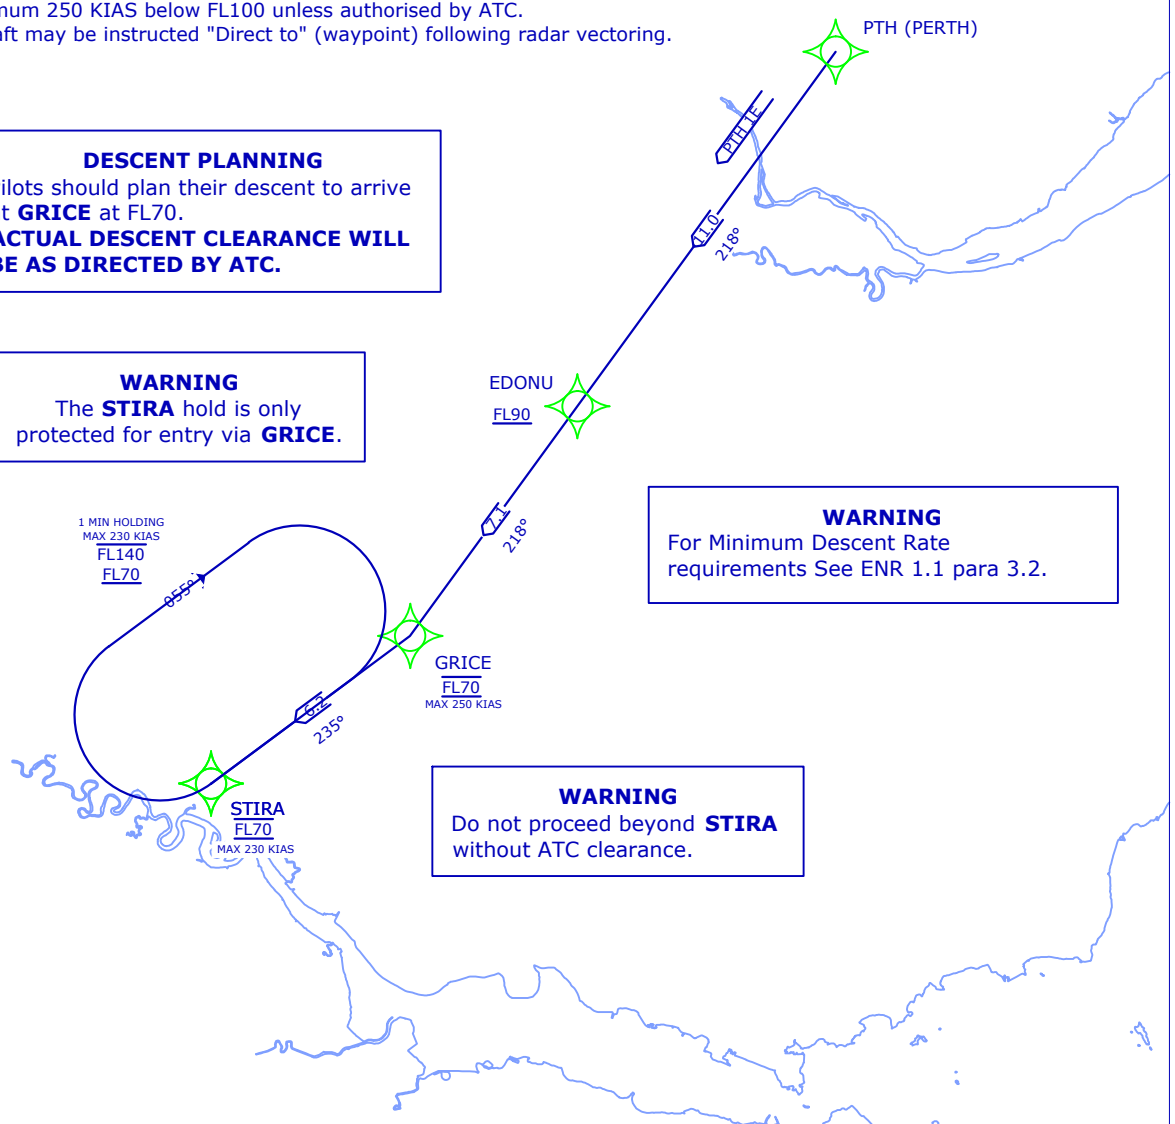 250 KIAS below FL100 unless authorised by ATC.
may be instructed "Direct to" (waypoint) following radar vectoring.
PTH (PERTH)
PTH 1E
DESCENT PLANNING
should plan their descent to arrive
GRICE at FL70.
ACTUAL DESCENT CLEARANCE WILL
BE AS DIRECTED BY ATC.
11.0
218°
WARNING
The STIRA hold is only
protected for entry via GRICE.
EDONU
FL90
7.1
218°
WARNING
For Minimum Descent Rate
requirements See ENR 1.1 para 3.2.
1 MIN HOLDING
MAX 230 KIAS
FL140
FL70
055°
GRICE
FL70
MAX 250 KIAS
6.2
235°
STIRA
FL70
MAX 230 KIAS
WARNING
Do not proceed beyond STIRA
without ATC clearance.